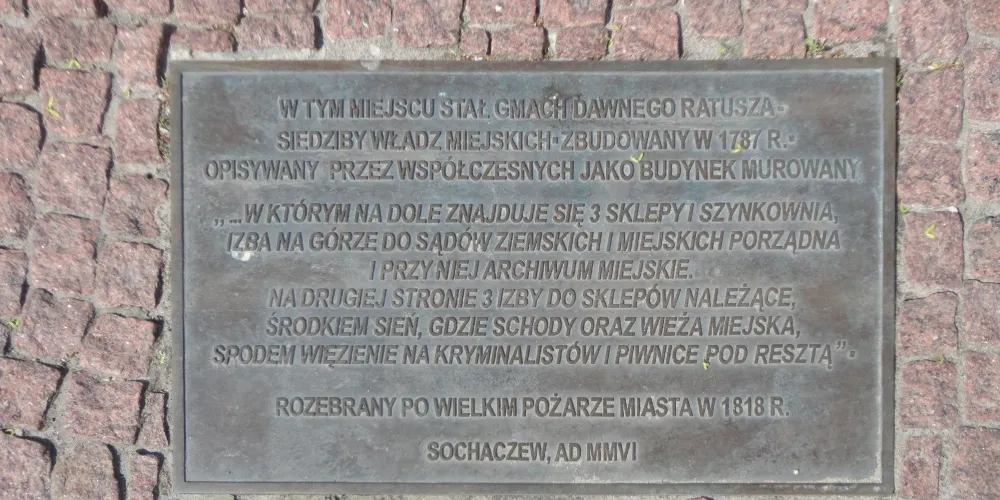 W TYM MIEJSCU STAŁ GMACH DAWNEGO RATUSZA-
SIEDZIBY WŁADZ MIEJSKICH·ZBUDOWANY W 1787 R.·
OPISYWANY PRZEZ WSPÓŁCZESNYCH JAKO BUDYNEK MUROWANY
„...W KTÓRYM NA DOLE ZNAJDUJE SIĘ 3 SKLEPY I SZYNKOWNIA,
IZBA NA GÓRZE DO SĄDÓW ZIEMSKICH I MIEJSKICH PORZĄDNA
I PRZY NIEJ ARCHIWUM MIEJSKIE.
NA DRUGIEJ STRONIE 3 IZBY DO SKLEPÓW NALEŻĄCE,
ŚRODKIEM SIEŃ, GDZIE SCHODY ORAZ WIEŻA MIEJSKA,
SPODEM WIĘZIENIE NA KRYMINALISTÓW I PIWNICE POD RESZTĄ"·
ROZEBRANY PO WIELKIM POŻARZE MIASTA W 1818 R.
SOCHACZEW, AD MMVI